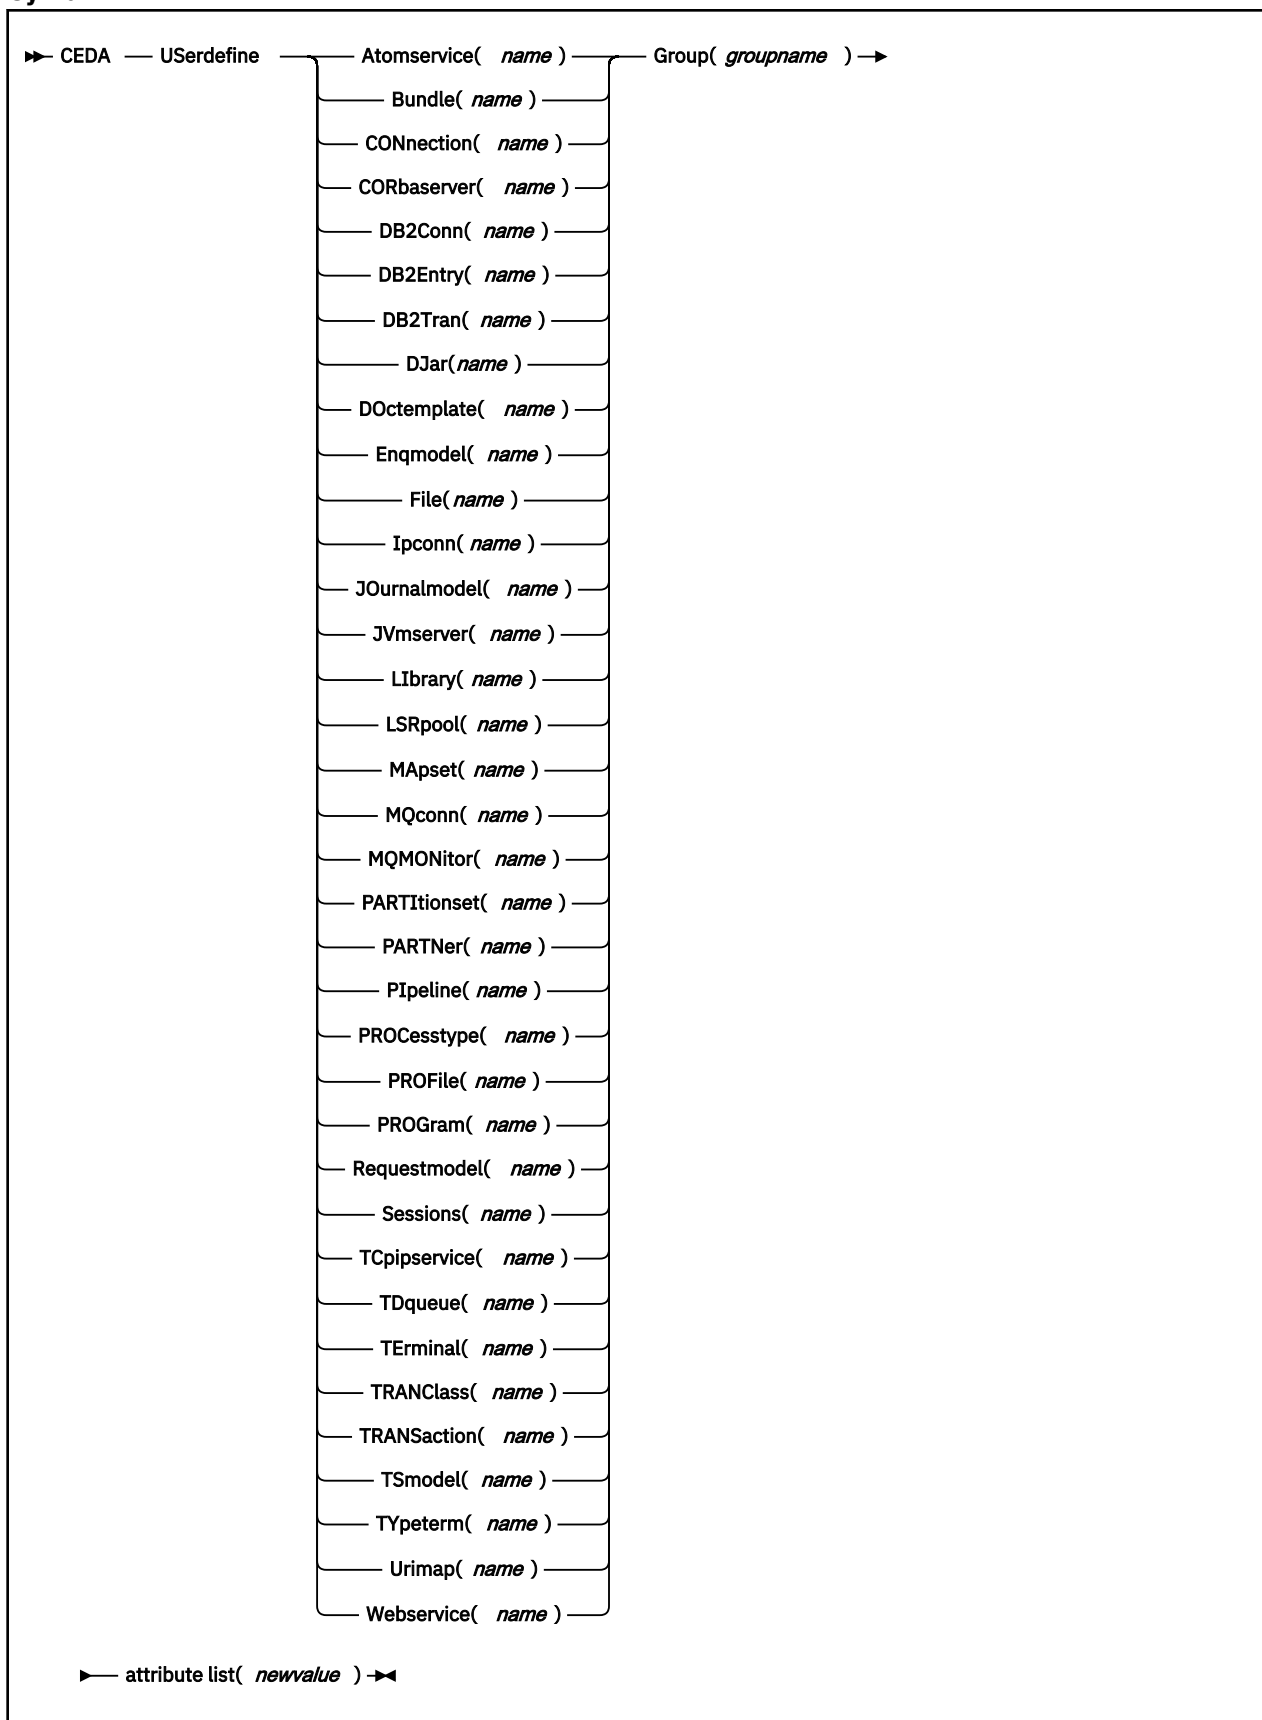 CEDA USerdefine Atomservice( name ) Group( groupname )
Bundle( name )
CONnection( name )
CORbaserver( name )
DB2Conn( name )
DB2Entry( name )
DB2Tran( name )
DJar(name )
DOctemplate( name )
Enqmodel( name )
File( name )
Ipconn( name )
JOurnalmodel( name )
JVmserver( name )
LIbrary( name )
LSRpool( name )
MApset( name )
MQconn( name )
MQMONitor( name )
PARTItionset( name )
PARTNer( name )
PIpeline( name )
PROCesstype( name )
PROFile( name )
PROGram( name )
Requestmodel( name )
Sessions( name )
TCpipservice( name )
TDqueue( name )
TErminal( name )
TRANClass( name )
TRANSaction( name )
TSmodel( name )
TYpeterm( name )
Urimap( name )
Webservice( name )
attribute list( newvalue )